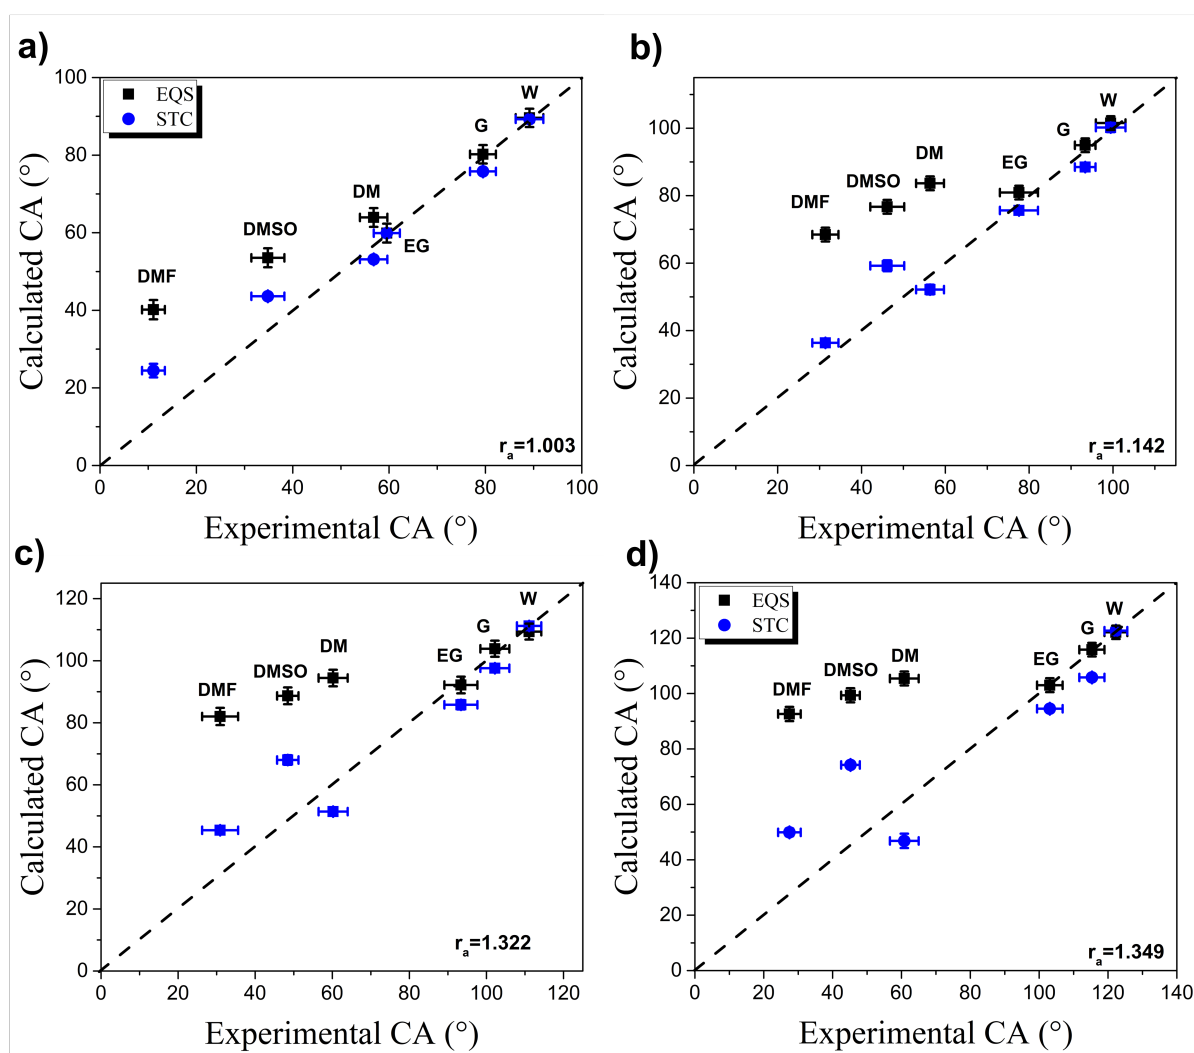 a)
EQS
STC
DMF
DMSO
DM
EG
G
W
r_a=1.003
0
20
40
60
80
100
0
20
40
60
80
100
Calculated CA (°)
Experimental CA (°)
b)
DMF
DMSO
DM
EG
G
W
r_a=1.142
0
20
40
60
80
100
0
20
40
60
80
100
Calculated CA (°)
Experimental CA (°)
c)
DMF
DMSO
DM
EG
G
W
r_a=1.322
0
20
40
60
80
100
120
0
20
40
60
80
100
120
Calculated CA (°)
Experimental CA (°)
d)
EQS
STC
DMF
DMSO
DM
EG
G
W
r_a=1.349
0
20
40
60
80
100
120
140
0
20
40
60
80
100
120
140
Calculated CA (°)
Experimental CA (°)